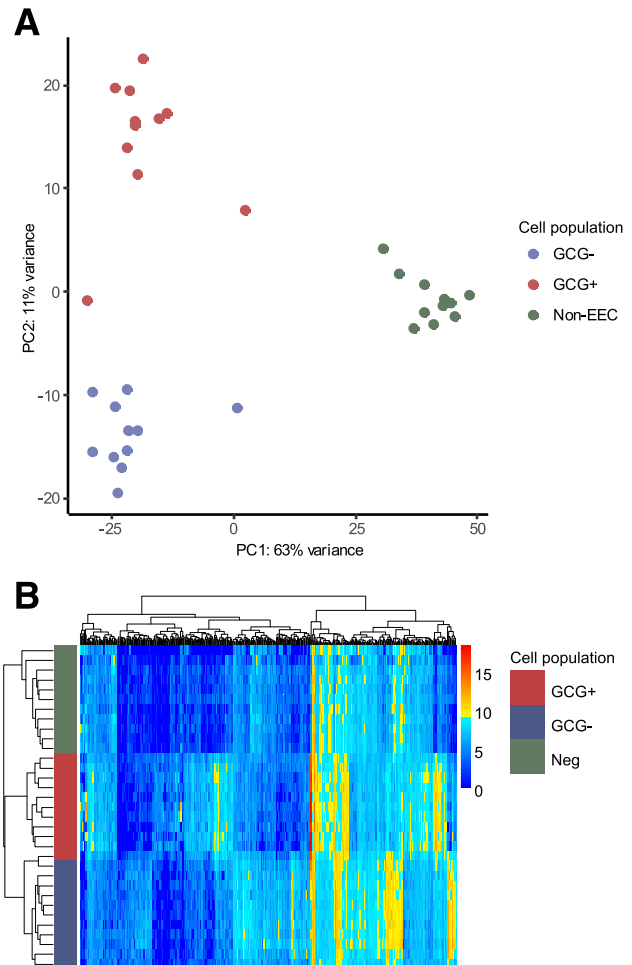 A
20
10
0
-10
-20
PC2: 11% variance
-25
0
25
50
PC1: 63% variance
Cell population
GCG-
GCG+
Non-EEC
B
15
10
5
0
Cell population
GCG+
GCG-
Neg